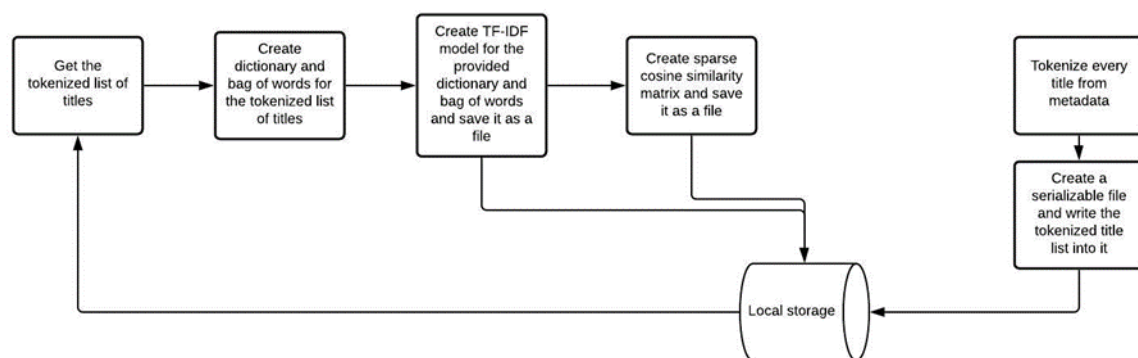 Get the
tokenized list of
titles
Create
dictionary and
bag of words for
the tokenized list
of titles
Create TF-IDF
model for the
provided
dictionary and
bag of words
and save it as a
file
Create sparse
cosine similarity
matrix and save
it as a file
Tokenize every
title from
metadata
Create a
serializable file
and write the
tokenized title
list into it
Local storage